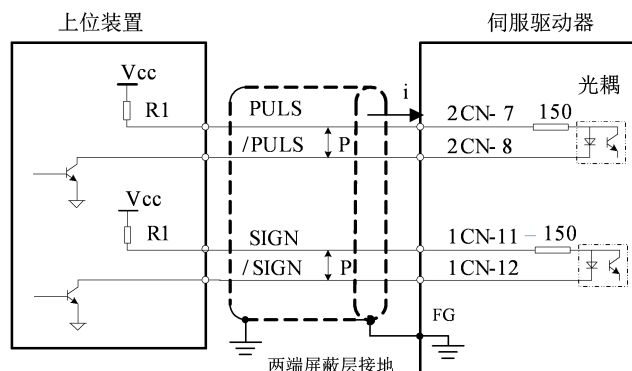 上位装置
伺服驱动器
Vcc
R1
PULS
i
2CN-7
150
光耦
/PULS
P
2CN-8
Vcc
R1
SIGN
1CN-11
150
/SIGN
P
1CN-12
FG
两端屏蔽层接地